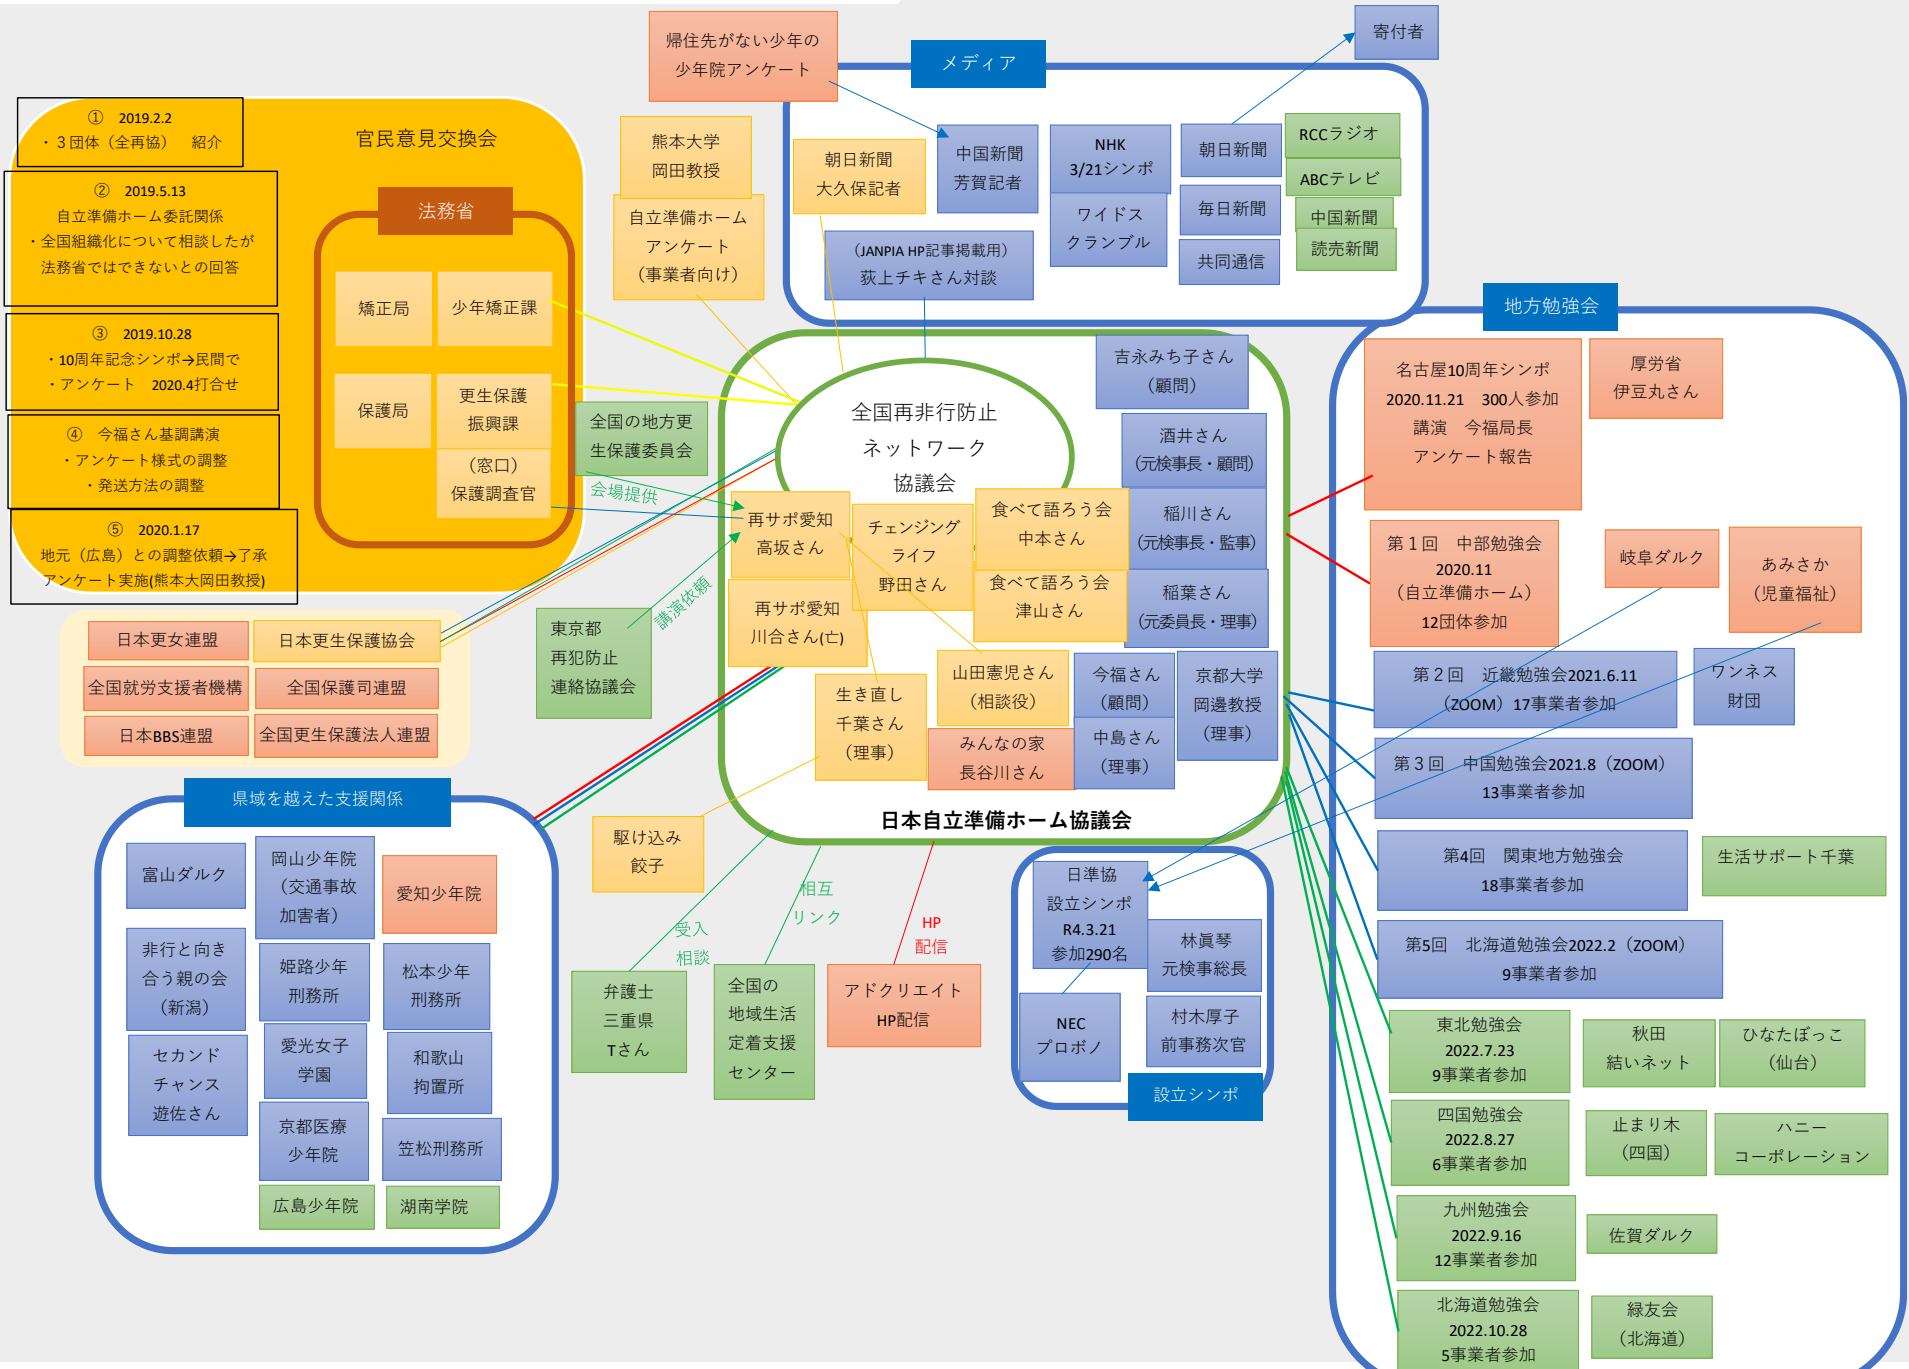 帰住先がない少年の
少年院アンケート
メディア
寄付者
① 2019.2.2
・３団体（全再協） 紹介
官民意見交換会
② 2019.5.13
自立準備ホーム委託関係
・全国組織化について相談したが
法務省ではできないとの回答
③ 2019.10.28
・10周年記念シンポ→民間で
・アンケート 2020.4打合せ
④ 今福さん基調講演
・アンケート様式の調整
・発送方法の調整
⑤ 2020.1.17
地元（広島）との調整依頼→了承
アンケート実施(熊本大岡田教授)
法務省
矯正局
少年矯正課
保護局
更生保護
振興課
（窓口）
保護調査官
熊本大学
岡田教授
自立準備ホーム
アンケート
（事業者向け）
朝日新聞
大久保記者
中国新聞
芳賀記者
NHK
3/21シンポ
ワイドス
クランブル
朝日新聞
毎日新聞
共同通信
RCCラジオ
ABCテレビ
中国新聞
読売新聞
（JANPIA HP記事掲載用）
荻上チキさん対談
全国の地方更
生保護委員会
会場提供
全国再非行防止
ネットワーク
協議会
吉永みち子さん
（顧問）
酒井さん
（元検事長・顧問）
稲川さん
（元検事長・監事）
稲葉さん
（元委員長・理事）
再サポ愛知
高坂さん
チェンジング
ライフ
野田さん
食べて語ろう会
中本さん
食べて語ろう会
津山さん
再サポ愛知
川合さん(亡)
東京都
再犯防止
連絡協議会
講演依頼
生き直し
千葉さん
（理事）
山田憲児さん
（相談役）
みんなの家
長谷川さん
今福さん
（顧問）
中島さん
（理事）
京都大学
岡邊教授
（理事）
日本自立準備ホーム協議会
日本更女連盟
日本更生保護協会
全国就労支援者機構
全国保護司連盟
日本BBS連盟
全国更生保護法人連盟
県域を越えた支援関係
富山ダルク
岡山少年院
（交通事故
加害者）
愛知少年院
非行と向き
合う親の会
（新潟）
姫路少年
刑務所
松本少年
刑務所
セカンド
チャンス
遊佐さん
愛光女子
学園
和歌山
拘置所
京都医療
少年院
笠松刑務所
広島少年院
湖南学院
駆け込み
餃子
受入
相談
相互
リンク
HP
配信
弁護士
三重県
Tさん
全国の
地域生活
定着支援
センター
アドクリエイト
HP配信
日準協
設立シンポ
R4.3.21
参加290名
林眞琴
元検事総長
NEC
プロボノ
村木厚子
前事務次官
設立シンポ
地方勉強会
名古屋10周年シンポ
2020.11.21 300人参加
講演 今福局長
アンケート報告
厚労省
伊豆丸さん
第１回 中部勉強会
2020.11
（自立準備ホーム）
12団体参加
岐阜ダルク
あみさか
（児童福祉）
第２回 近畿勉強会2021.6.11
（ZOOM）17事業者参加
ワンネス
財団
第３回 中国勉強会2021.8（ZOOM）
13事業者参加
第4回 関東地方勉強会
18事業者参加
生活サポート千葉
第5回 北海道勉強会2022.2（ZOOM）
9事業者参加
東北勉強会
2022.7.23
9事業者参加
秋田
結いネット
ひなたぼっこ
（仙台）
四国勉強会
2022.8.27
6事業者参加
止まり木
（四国）
ハニー
コーポレーション
九州勉強会
2022.9.16
12事業者参加
佐賀ダルク
北海道勉強会
2022.10.28
5事業者参加
緑友会
（北海道）